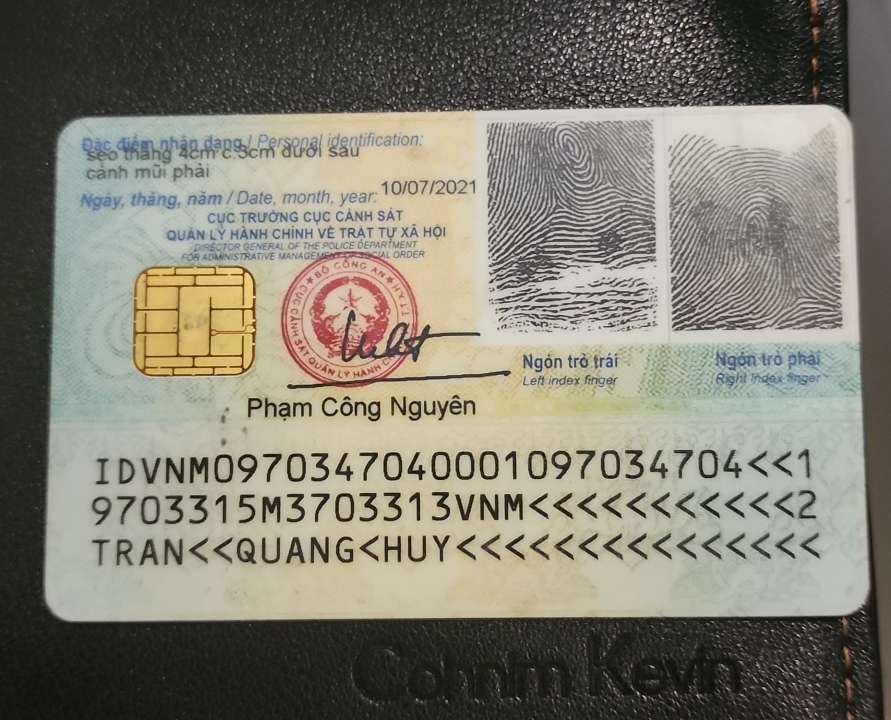 Đặc điểm nhận dạng / Personal identification:
sẹo thẳng 4cm c.3cm dưới sau
cánh mũi phải
Ngày, tháng, năm / Date, month, year: 10/07/2021
CỤC TRƯỞNG CỤC CẢNH SÁT
QUẢN LÝ HÀNH CHÍNH VỀ TRẬT TỰ XÃ HỘI
DIRECTOR GENERAL OF THE POLICE DEPARTMENT
FOR ADMINISTRATIVE MANAGEMENT OF SOCIAL ORDER
BỘ CÔNG AN
CỤC CẢNH SÁT QUẢN LÝ HÀNH CH
Ngón trỏ trái
Left index finger
Ngón trỏ phải
Right index finger
Phạm Công Nguyên
IDVNM0970347040001097034704<<1
9703315M3703313VNM<<<<<<<<<<<2
TRAN<<QUANG<HUY<<<<<<<<<<<<<<<
Connim Kevin